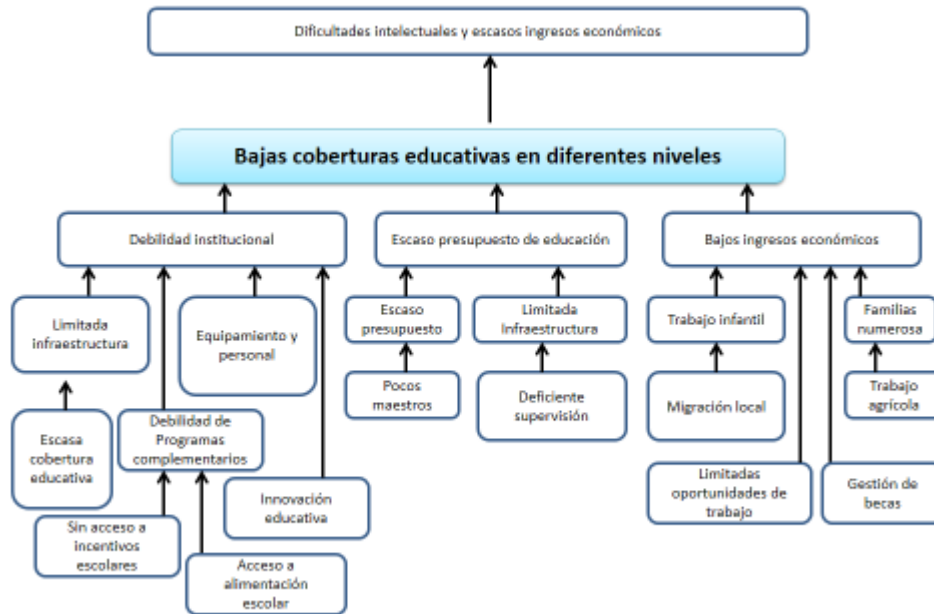 Dificultades intelectuales y escasos ingresos económicos
Bajas coberturas educativas en diferentes niveles
Debilidad institucional
Escaso presupuesto de educación
Bajos ingresos económicos
Limitada
infraestructura
Equipamiento y
personal
Escaso
presupuesto
Limitada
Infraestructura
Trabajo infantil
Familias
numerosa
Pocos
maestros
Deficiente
supervisión
Migración local
Trabajo
agrícola
Escasa
cobertura
educativa
Debilidad de
Programas
complementarios
Innovación
educativa
Limitadas
oportunidades de
trabajo
Gestión de
becas
Sin acceso a
incentivos
escolares
Acceso a
alimentación
escolar